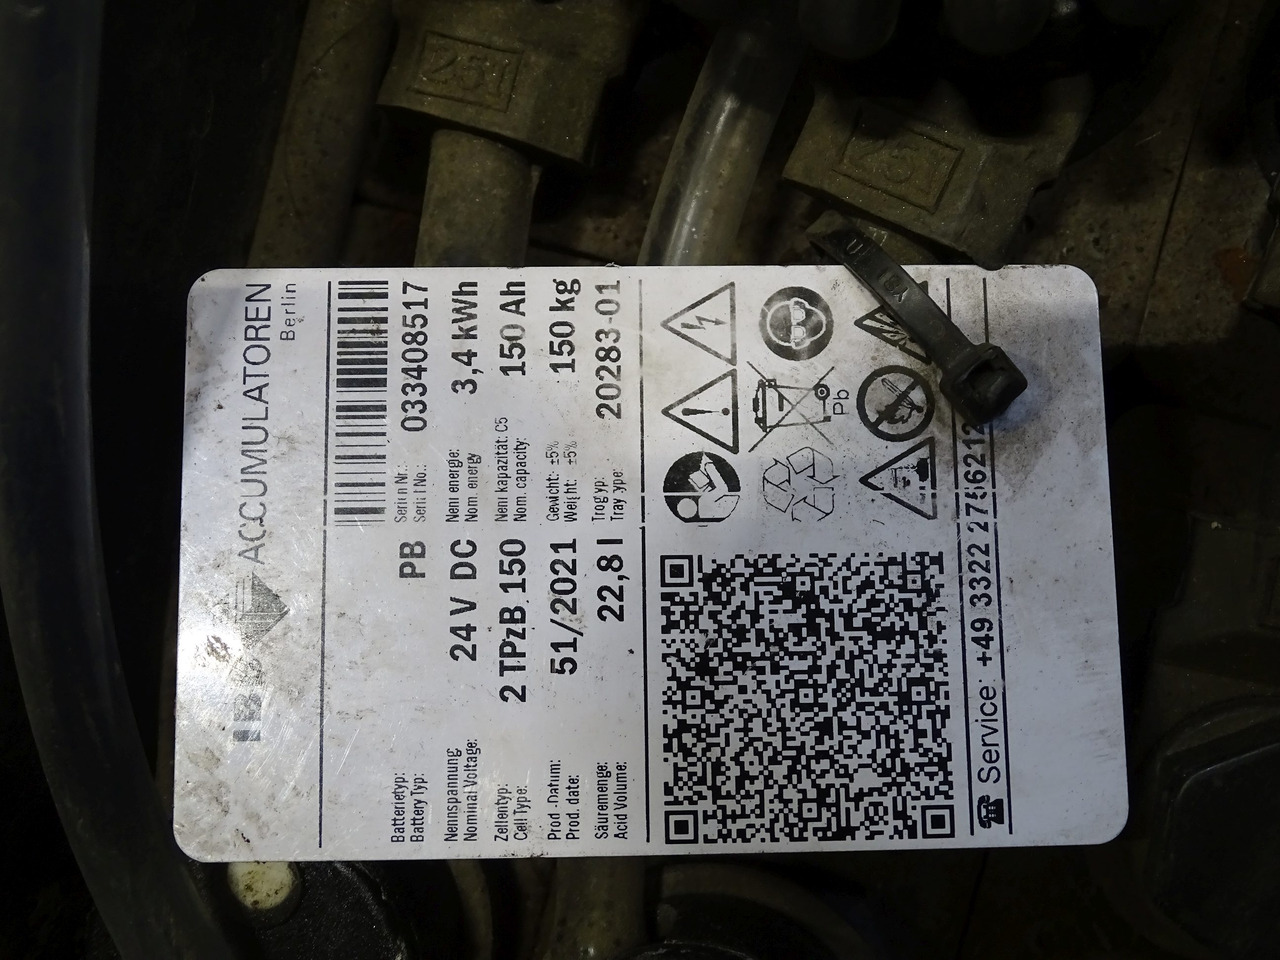 251
251
ACCUMULATOREN
Berlin
Batterietyp:
Battery Typ:
PB
Serien Nr.:
Serial No.:
033408517
Nennspannung
Nominal Voltage:
24 V DC
Nenn energie:
Nom. energy
3,4 kWh
Zellentyp:
Cell Type:
2 TPzB 150
Nenn kapazität: C5
Nom. capacity:
150 Ah
Prod.-Datum:
Prod. date:
51/2021
Gewicht: ±5%
Weight: ±5%
150 kg
Säuremenge:
Acid Volume:
22,8 l
Trogtyp:
Tray type:
20283-01
Pb
Service: +49 3322 2756212